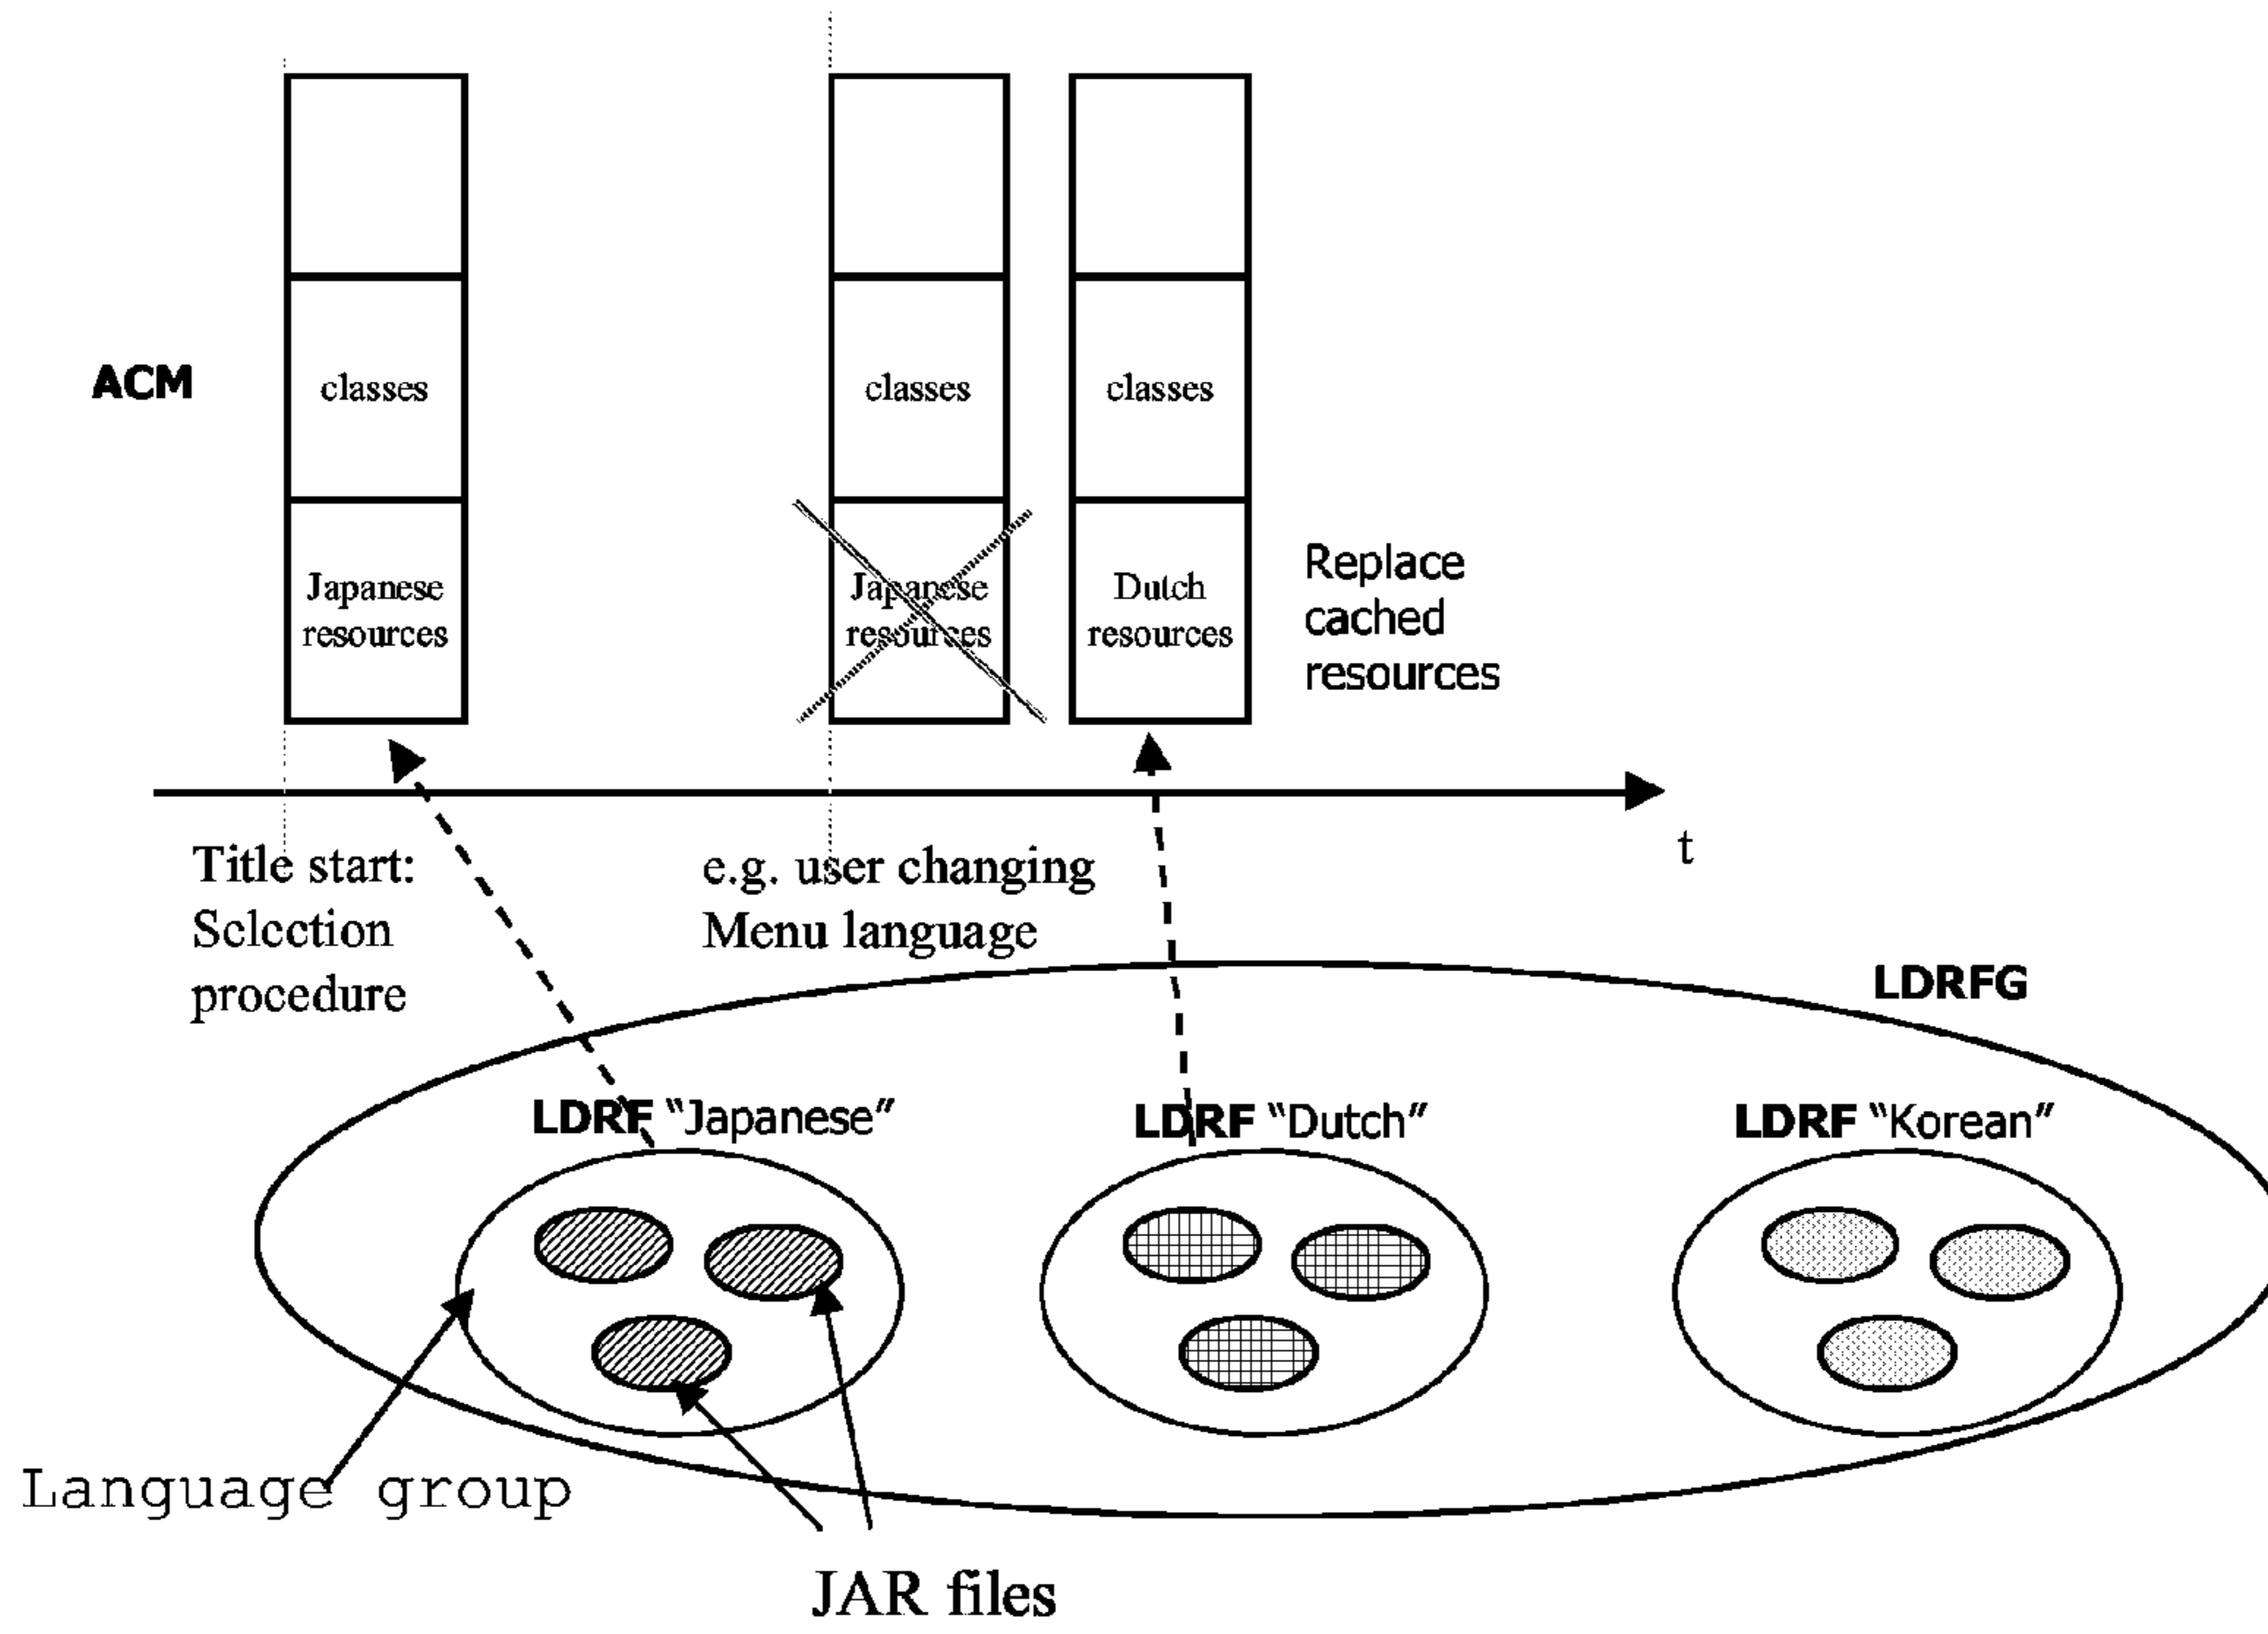 ACM
classes
classes
classes
Japanese
resources
Japanese
resources
Dutch
resources
Replace
cached
resources
t
Title start:
Selection
procedure
e.g. user changing
Menu language
LDRFG
LDRF “Japanese”
LDRF “Dutch”
LDRF “Korean”
Language group
JAR files